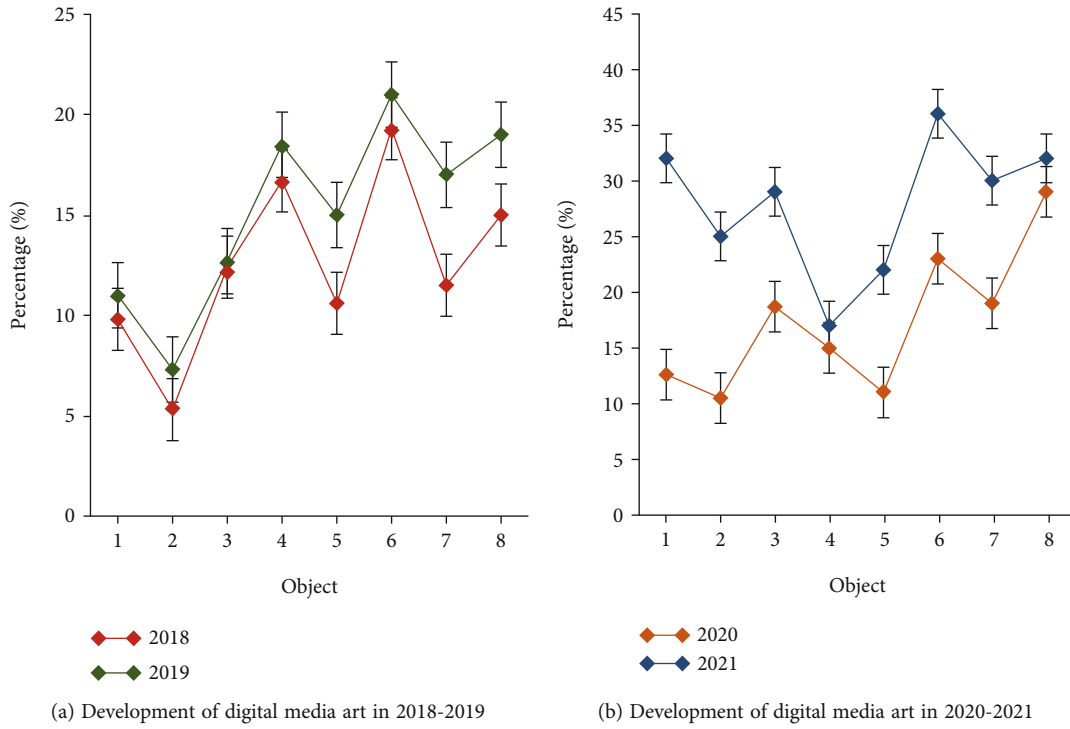 25
20
15
10
5
0
Percentage (%)
1 2 3 4 5 6 7 8
Object
2018
2019
(a) Development of digital media art in 2018-2019
45
40
35
30
25
20
15
10
5
0
Percentage (%)
1 2 3 4 5 6 7 8
Object
2020
2021
(b) Development of digital media art in 2020-2021